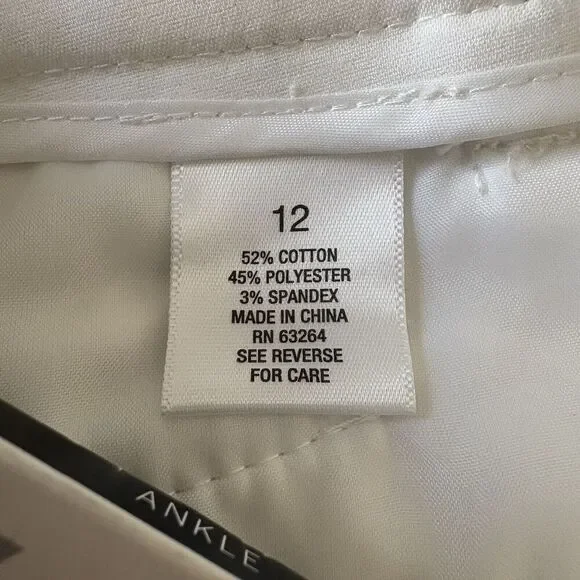 12
52% COTTON
45% POLYESTER
3% SPANDEX
MADE IN CHINA
RN 63264
SEE REVERSE
FOR CARE
ANKLE